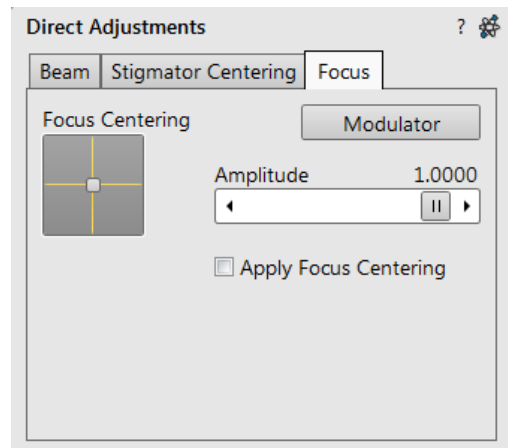 Direct Adjustments ?
Beam Stigmator Centering Focus
Focus Centering Modulator
Amplitude 1.0000
Apply Focus Centering